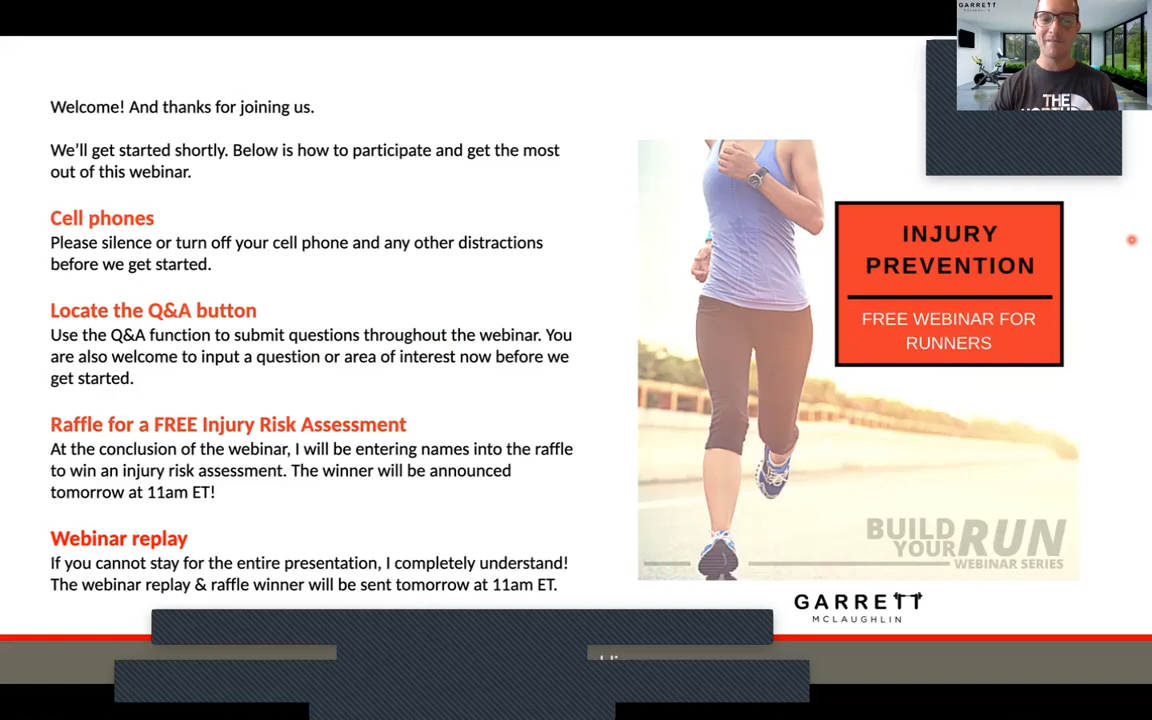 GARRETT
MCLAUGHLIN
THE
Welcome! And thanks for joining us.
We'll get started shortly. Below is how to participate and get the most
out of this webinar.
Cell phones
Please silence or turn off your cell phone and any other distractions
before we get started.
Locate the Q&A button
Use the Q&A function to submit questions throughout the webinar. You
are also welcome to input a question or area of interest now before we
get started.
Raffle for a FREE Injury Risk Assessment
At the conclusion of the webinar, I will be entering names into the raffle
to win an injury risk assessment. The winner will be announced
tomorrow at 11am ET!
Webinar replay
If you cannot stay for the entire presentation, I completely understand!
The webinar replay & raffle winner will be sent tomorrow at 11am ET.
INJURY
PREVENTION
FREE WEBINAR FOR
RUNNERS
BUILD
YOUR RUN
WEBINAR SERIES
GARRETT
MCLAUGHLIN